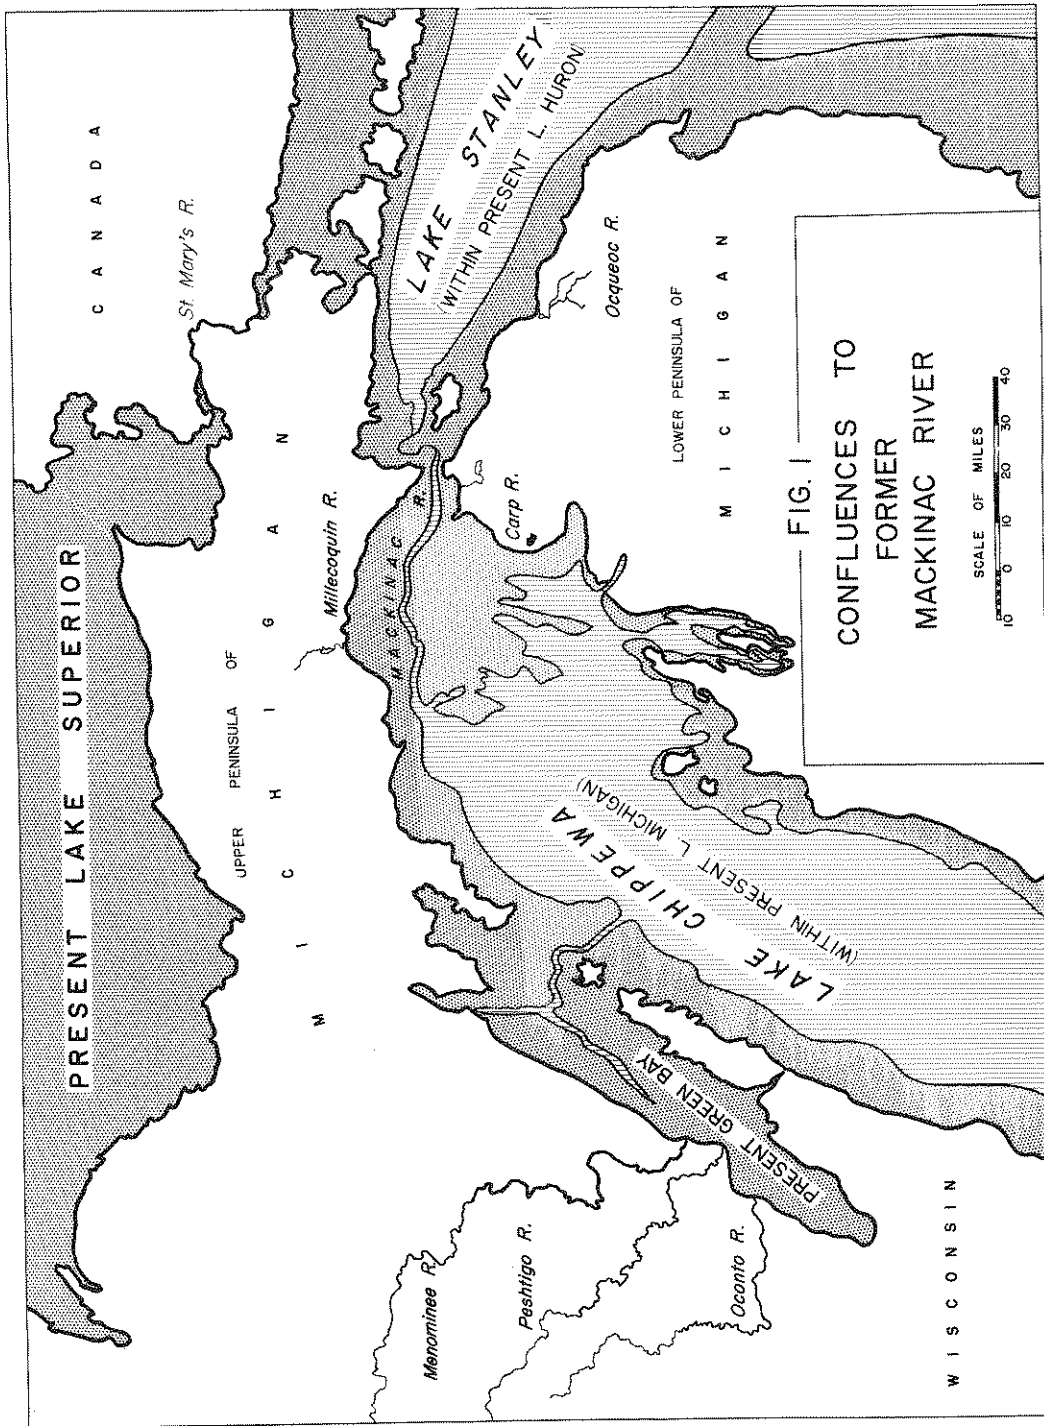 PRESENT LAKE SUPERIOR
CANADA
St. Mary's R.
UPPER PENINSULA OF
MICHIGAN
Millecoquin R.
MACKINAC R.
LAKE STANLEY
(WITHIN PRESENT L. HURON)
Carp R.
Ocqueoc R.
LOWER PENINSULA OF
MICHIGAN
LAKE CHIPPEWA
(WITHIN PRESENT L. MICHIGAN)
PRESENT GREEN BAY
Menominee R.
Peshtigo R.
Oconto R.
WISCONSIN
FIG. 1
CONFLUENCES TO
FORMER
MACKINAC RIVER
SCALE OF MILES
10 0 10 20 30 40